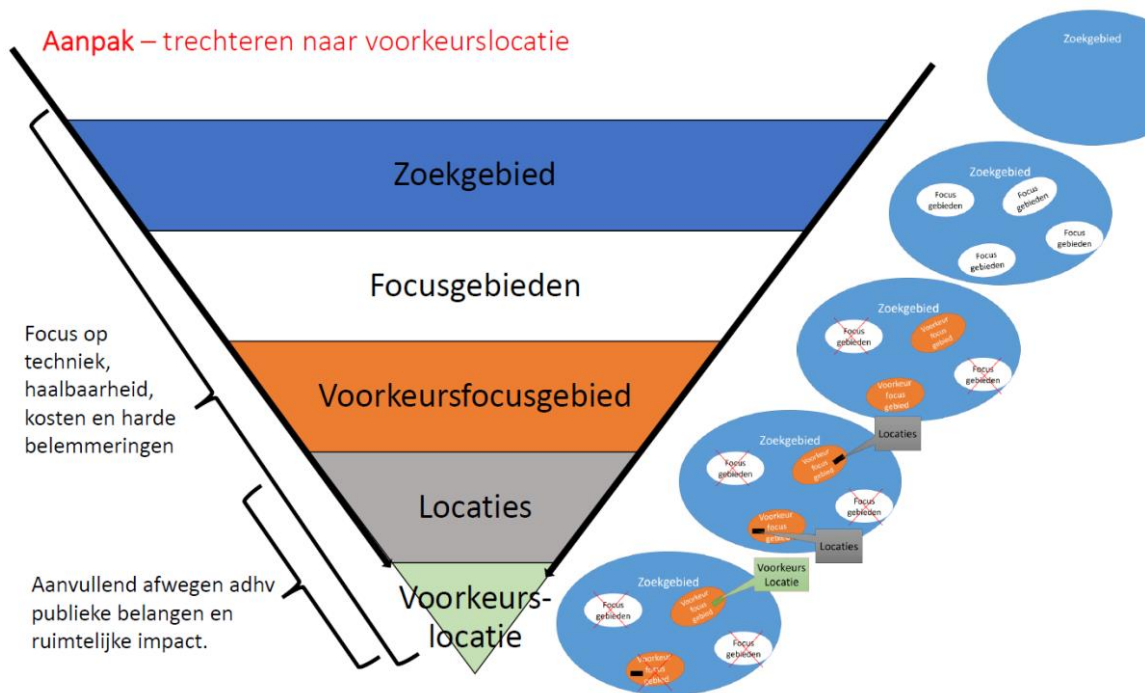 Aanpak – trechteren naar voorkeurslocatie
Zoekgebied
Focusgebieden
Voorkeursfocusgebied
Locaties
Voorkeurs-
locatie
Focus op
techniek,
haalbaarheid,
kosten en harde
belemmeringen
Aanvullend afwegen adhv
publieke belangen en
ruimtelijke impact.
Zoekgebied
Zoekgebied
Focus
gebieden
Focus
gebieden
Focus
gebieden
Focus
gebieden
Zoekgebied
Focus
gebieden
Voorkeur
focus
gebied
Focus
gebieden
Voorkeur
focus
gebied
Zoekgebied
Locaties
Focus
gebieden
Voorkeur
focus
gebied
Focus
gebieden
Voorkeur
focus
gebied
Locaties
Zoekgebied
Voorkeurs
Locatie
Focus
gebieden
Voorkeur
focus
gebied
Focus
gebieden
Voorkeur
focus
gebied